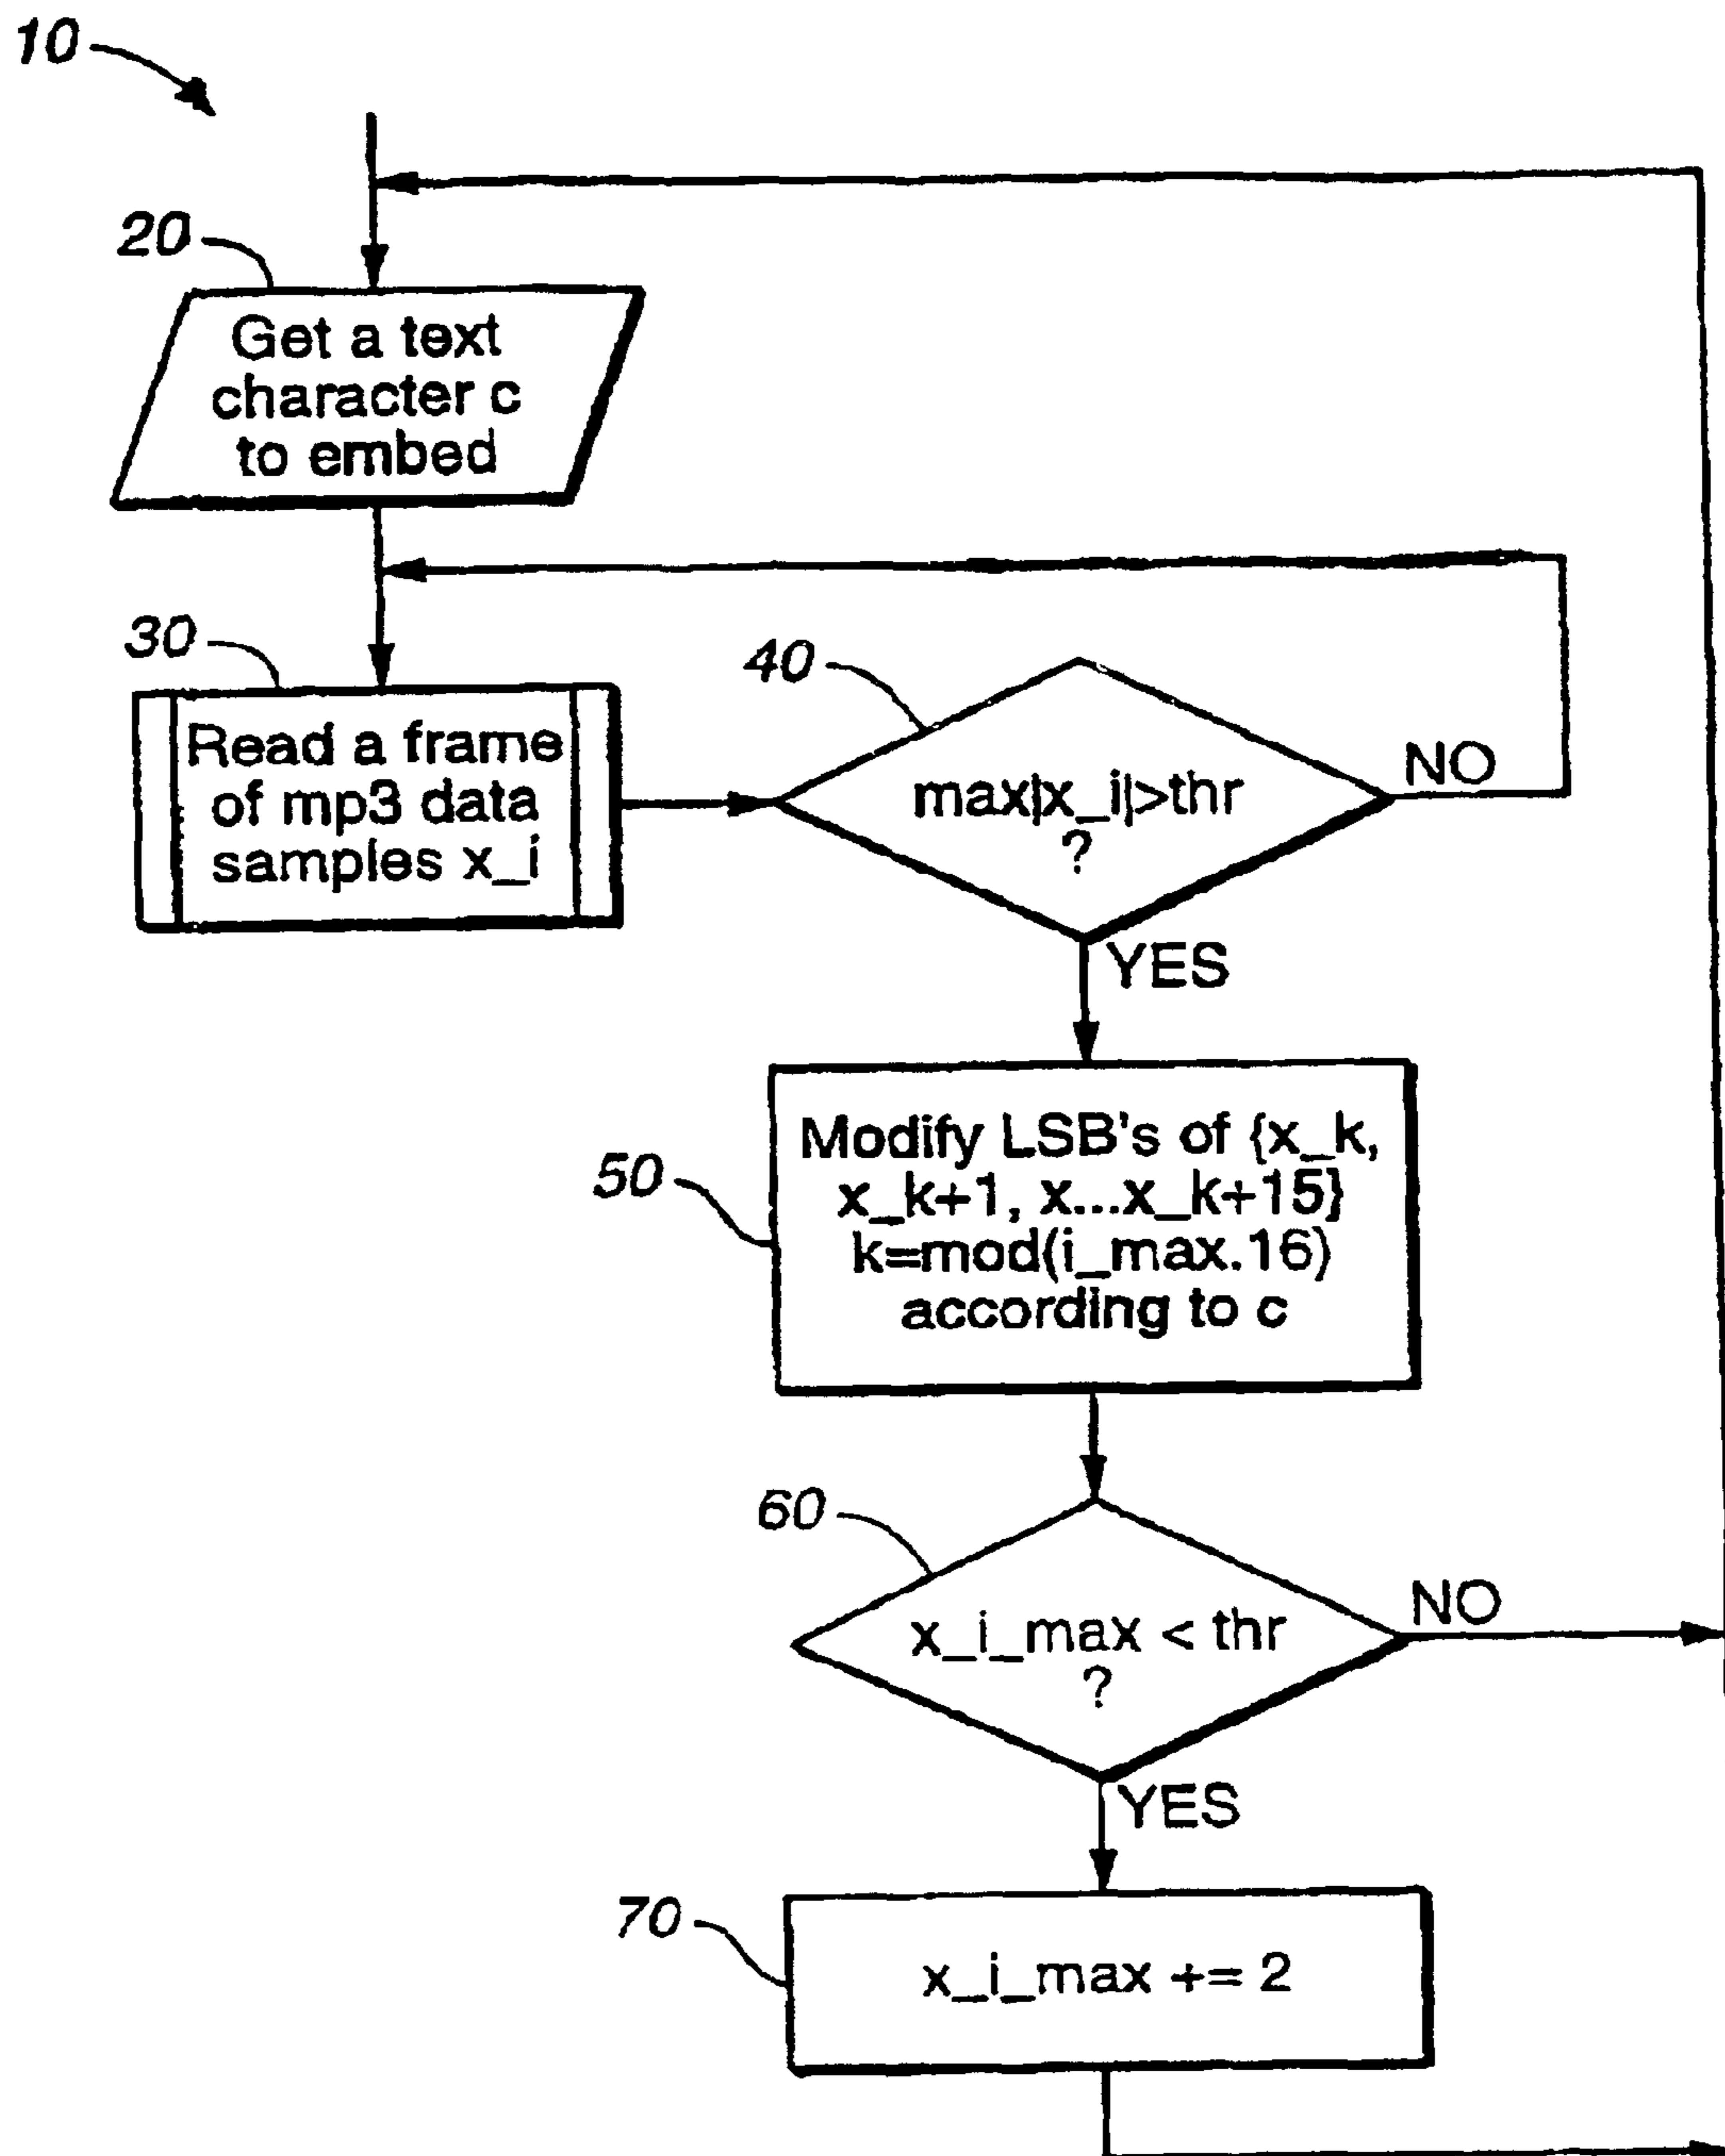 10
20
Get a text
character c
to embed
30
Read a frame
of mp3 data
samples x_i
40
max|x_i|>thr
?
NO
YES
50
Modify LSB's of {x_k,
x_k+1, x...x_k+15}
k=mod(i_max.16)
according to c
60
x_i_max < thr
?
NO
YES
70
x_i_max += 2